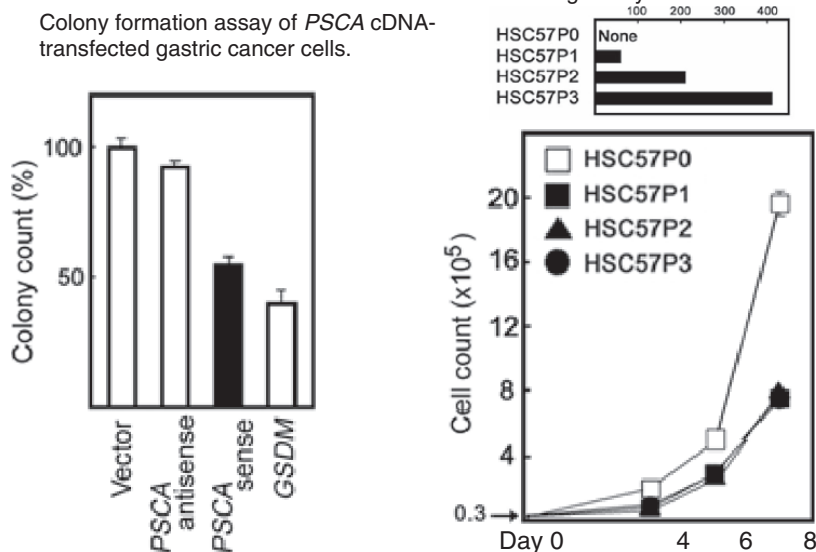 Colony formation assay of PSCA cDNA-
transfected gastric cancer cells.
Colony count (%)
100
50
Vector
PSCA
antisense
PSCA
sense
GSDM
100 200 300 400
HSC57P0 None
HSC57P1
HSC57P2
HSC57P3
HSC57P0
HSC57P1
HSC57P2
HSC57P3
Cell count (x10⁵)
20
16
12
8
4
0.3
Day 0 4 6 8